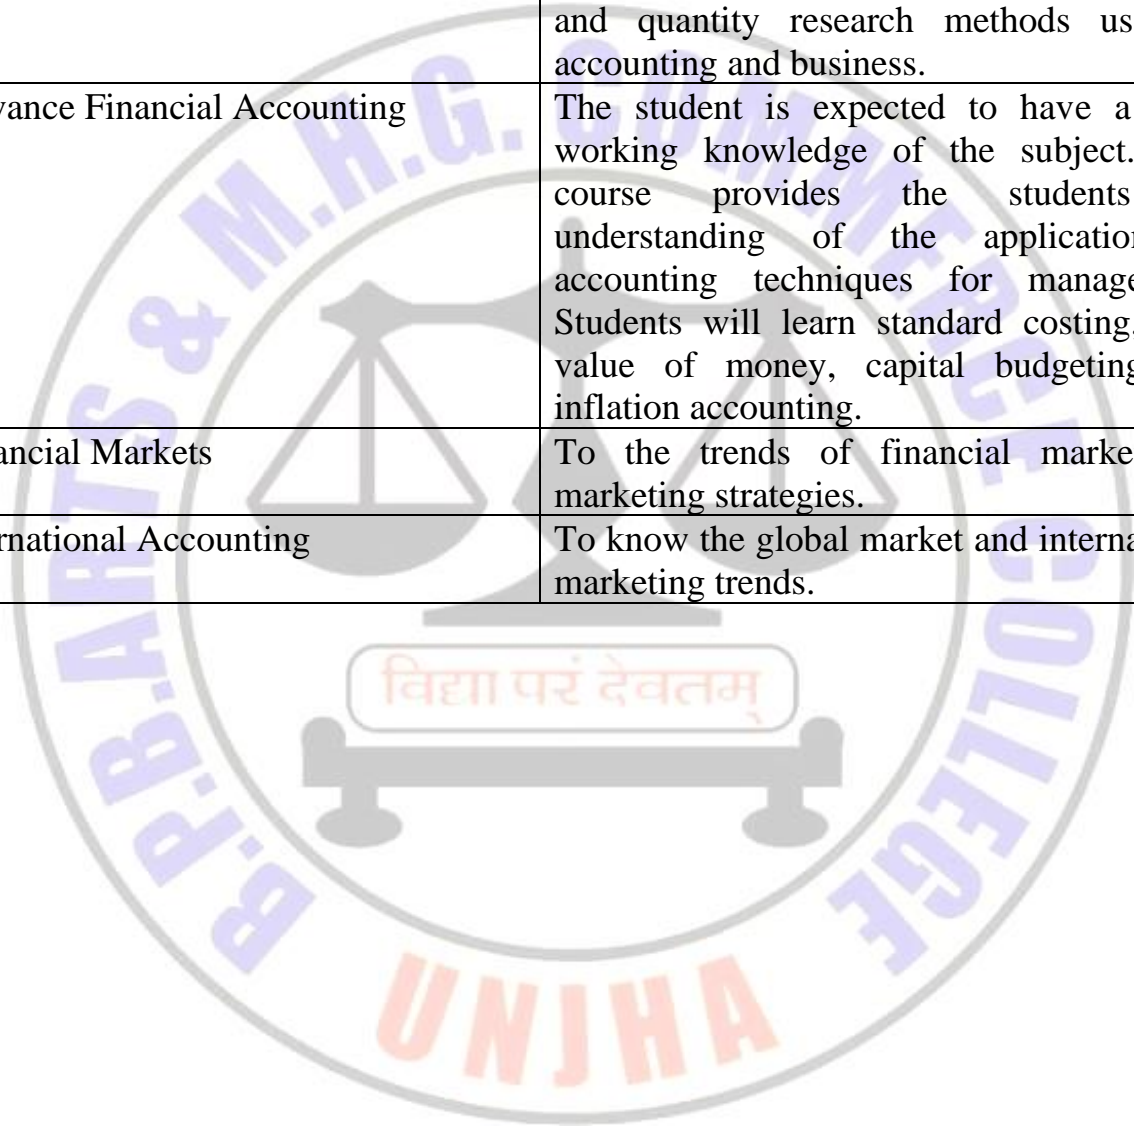 and quantity research methods us
accounting and business.
vance Financial Accounting
The student is expected to have a
working knowledge of the subject.
course provides the students
understanding of the application
accounting techniques for manage
Students will learn standard costing,
value of money, capital budgeting
inflation accounting.
ancial Markets
To the trends of financial marke
marketing strategies.
rnational Accounting
To know the global market and interna
marketing trends.
B.P.B.ARTS & M.H.G. COMMERCE COLLEGE
विद्या परं देवतम्
UNJHA